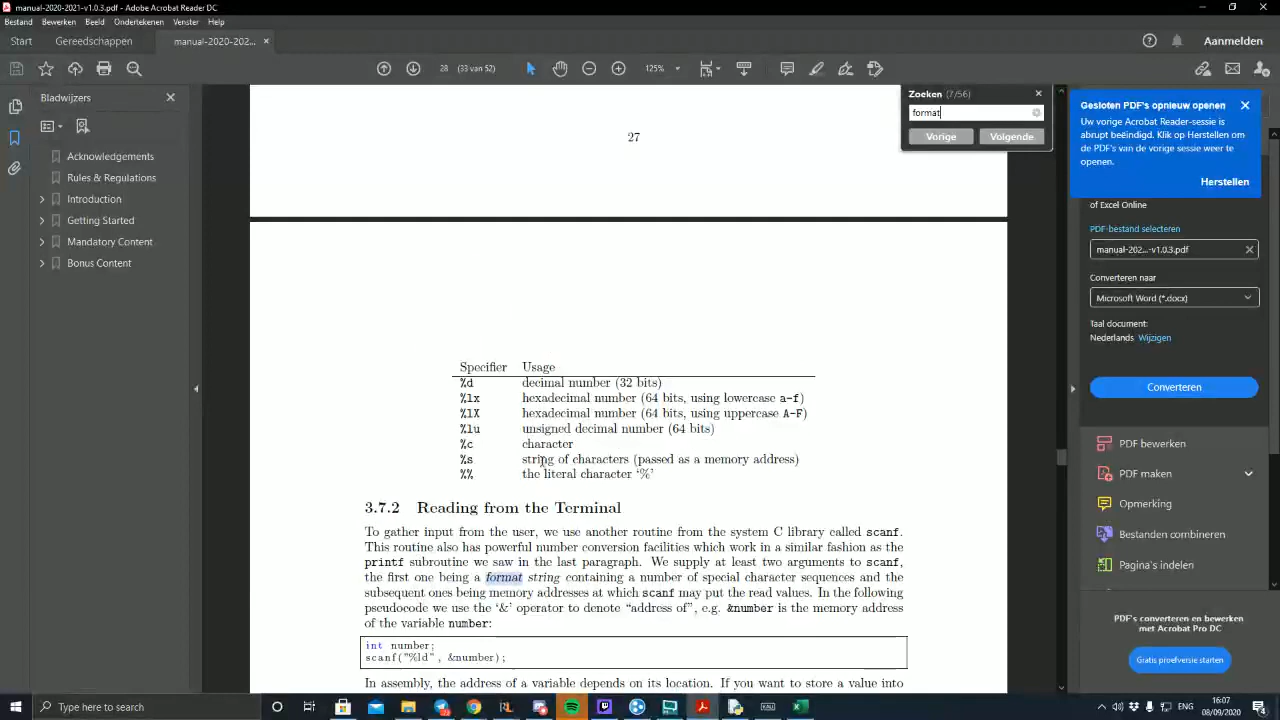 manual-2020-2021-v1.0.3.pdf - Adobe Acrobat Reader DC
Bestand Bewerken Beeld Ondertekenen Venster Help
Start Gereedschappen manual-2020-202... × Aanmelden
28 (33 van 52) 125%
Bladwijzers
Acknowledgements
Rules & Regulations
Introduction
Getting Started
Mandatory Content
Bonus Content
27
Zoeken (7/56)
format
Vorige Volgende
Specifier Usage
%d decimal number (32 bits)
%lx hexadecimal number (64 bits, using lowercase a-f)
%lX hexadecimal number (64 bits, using uppercase A-F)
%lu unsigned decimal number (64 bits)
%c character
%s string of characters (passed as a memory address)
%% the literal character ‘%’
3.7.2 Reading from the Terminal
To gather input from the user, we use another routine from the system C library called scanf.
This routine also has powerful number conversion facilities which work in a similar fashion as the
printf subroutine we saw in the last paragraph. We supply at least two arguments to scanf,
the first one being a format string containing a number of special character sequences and the
subsequent ones being memory addresses at which scanf may put the read values. In the following
pseudocode we use the ‘&’ operator to denote “address of”, e.g. &number is the memory address
of the variable number:
int number;
scanf("%ld", &number);
In assembly, the address of a variable depends on its location. If you want to store a value into
Gesloten PDF's opnieuw openen
Uw vorige Acrobat Reader-sessie is
abrupt beëindigd. Klik op Herstellen om
de PDF's van de vorige sessie weer te
openen.
Herstellen
of Excel Online
PDF-bestand selecteren
manual-202...-v1.0.3.pdf
Converteren naar
Microsoft Word (*.docx)
Taal document:
Nederlands Wijzigen
Converteren
PDF bewerken
PDF maken
Opmerking
Bestanden combineren
Pagina's indelen
PDF's converteren en bewerken
met Acrobat Pro DC
Gratis proefversie starten
Type here to search
16:07
08/09/2020